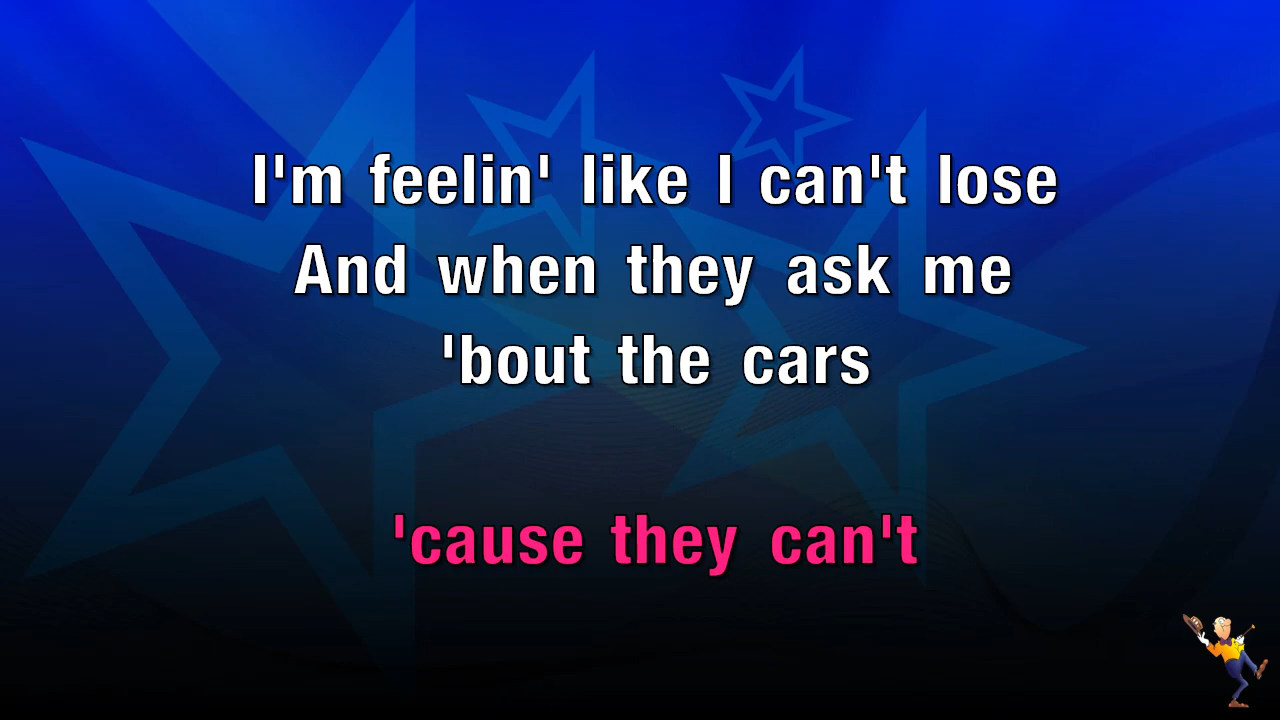 I'm feelin' like I can't lose
And when they ask me
'bout the cars
'cause they can't